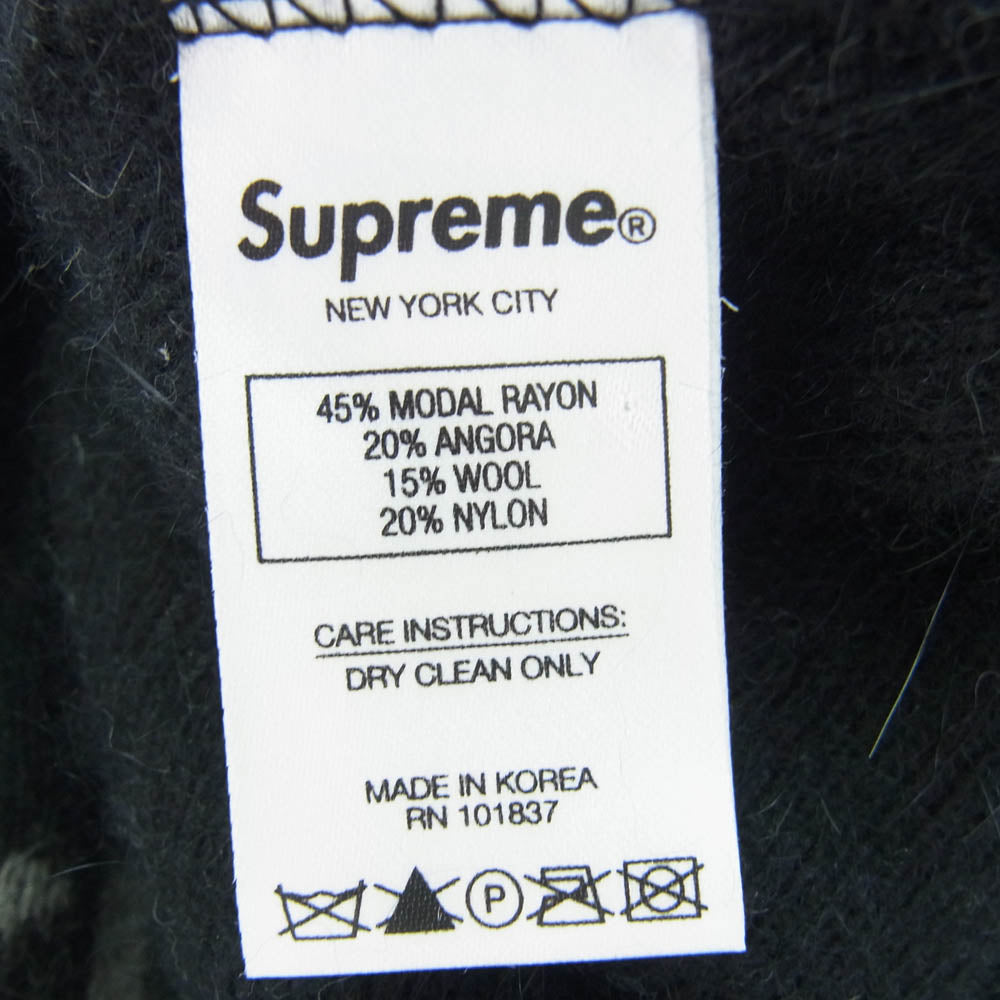 Supreme®
NEW YORK CITY
45% MODAL RAYON
20% ANGORA
15% WOOL
20% NYLON
CARE INSTRUCTIONS:
DRY CLEAN ONLY
MADE IN KOREA
RN 101837
P